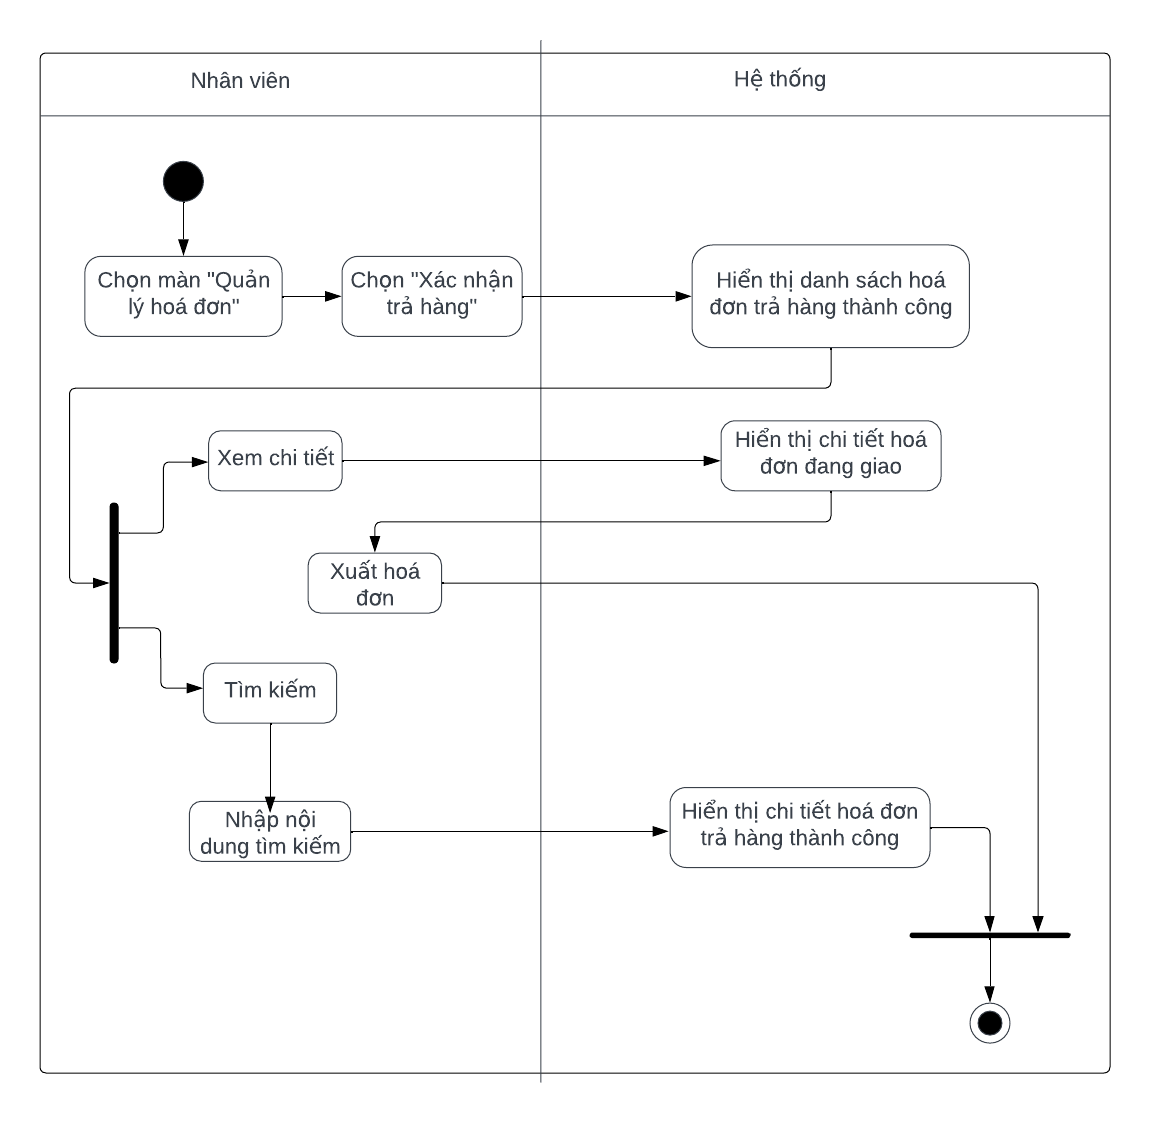 Nhân viên
Hệ thống
Chọn màn "Quản
lý hoá đơn"
Chọn "Xác nhận
trả hàng"
Hiển thị danh sách hoá
đơn trả hàng thành công
Xem chi tiết
Hiển thị chi tiết hoá
đơn đang giao
Xuất hoá
đơn
Tìm kiếm
Nhập nội
dung tìm kiếm
Hiển thị chi tiết hoá đơn
trả hàng thành công